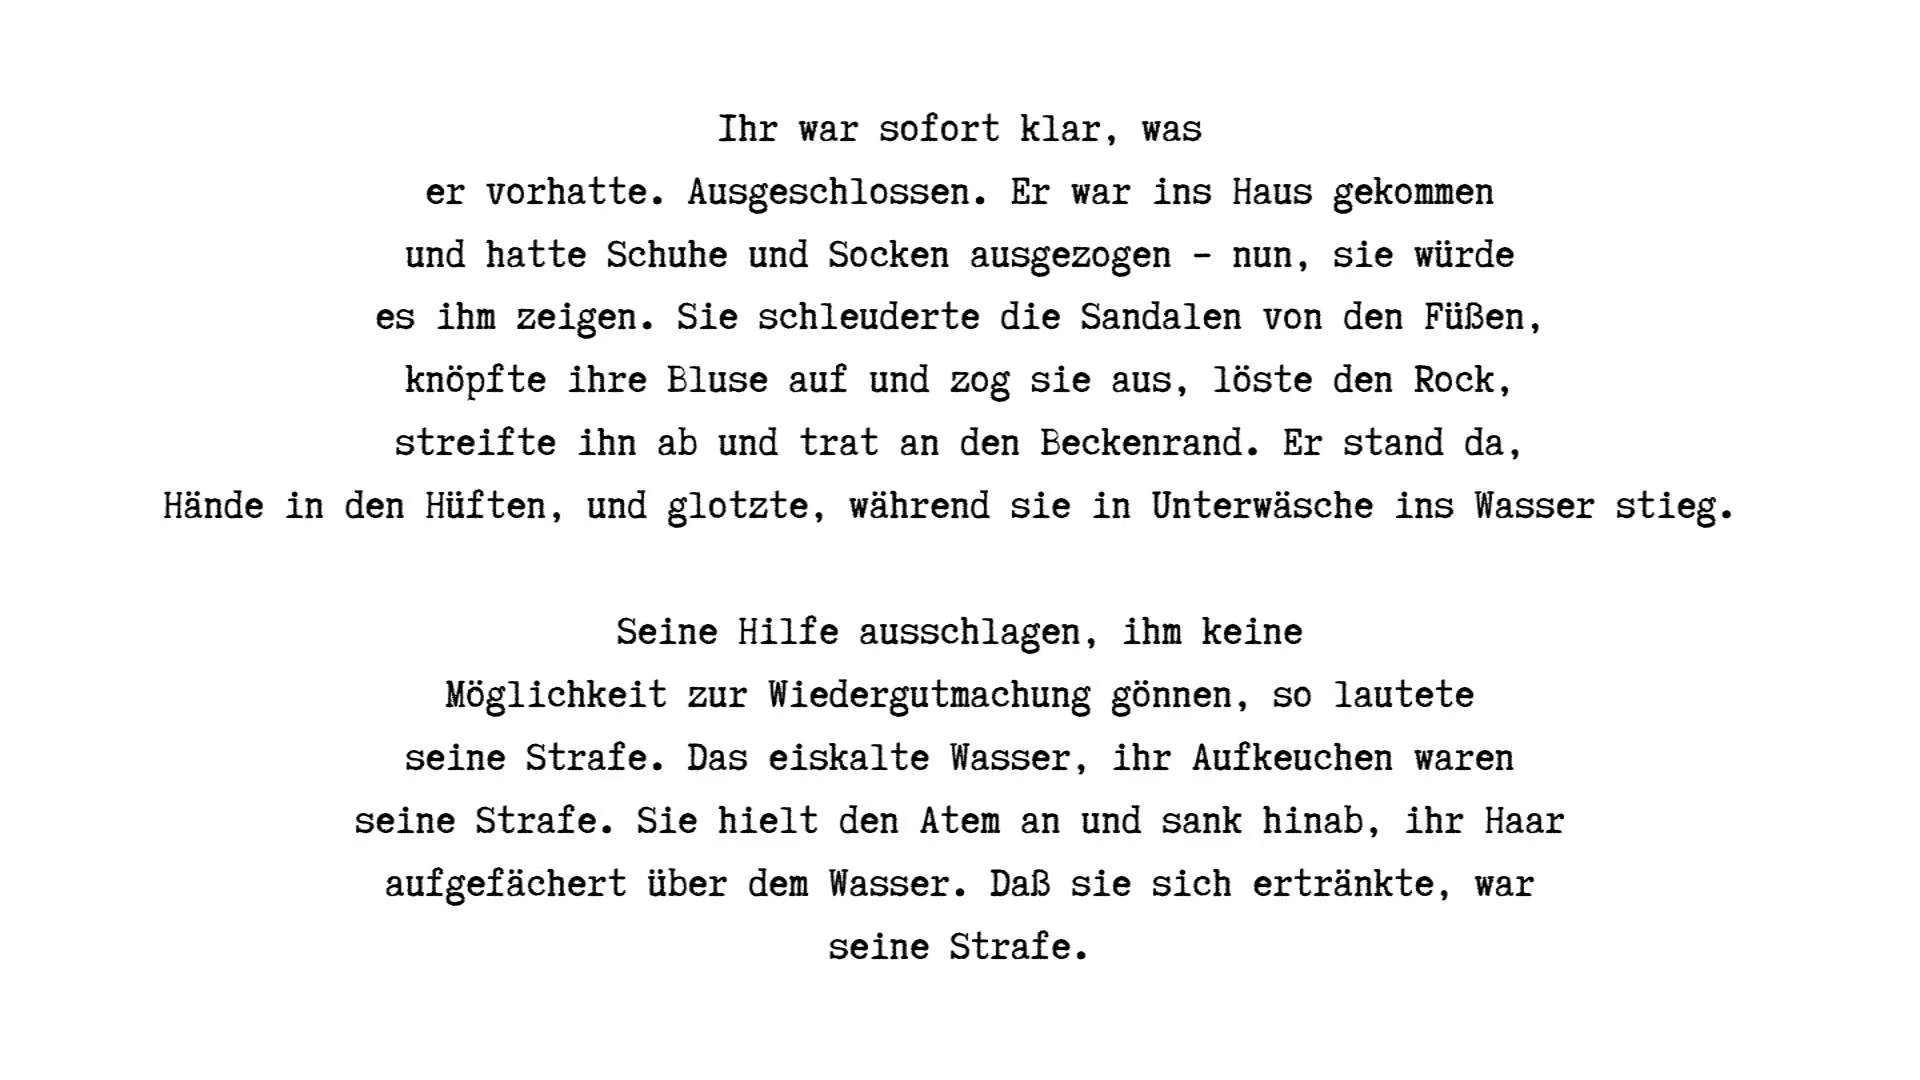 Ihr war sofort klar, was
er vorhatte. Ausgeschlossen. Er war ins Haus gekommen
und hatte Schuhe und Socken ausgezogen – nun, sie würde
es ihm zeigen. Sie schleuderte die Sandalen von den Füßen,
knöpfte ihre Bluse auf und zog sie aus, löste den Rock,
streifte ihn ab und trat an den Beckenrand. Er stand da,
Hände in den Hüften, und glotzte, während sie in Unterwäsche ins Wasser stieg.
Seine Hilfe ausschlagen, ihm keine
Möglichkeit zur Wiedergutmachung gönnen, so lautete
seine Strafe. Das eiskalte Wasser, ihr Aufkeuchen waren
seine Strafe. Sie hielt den Atem an und sank hinab, ihr Haar
aufgefächert über dem Wasser. Daß sie sich ertränkte, war
seine Strafe.